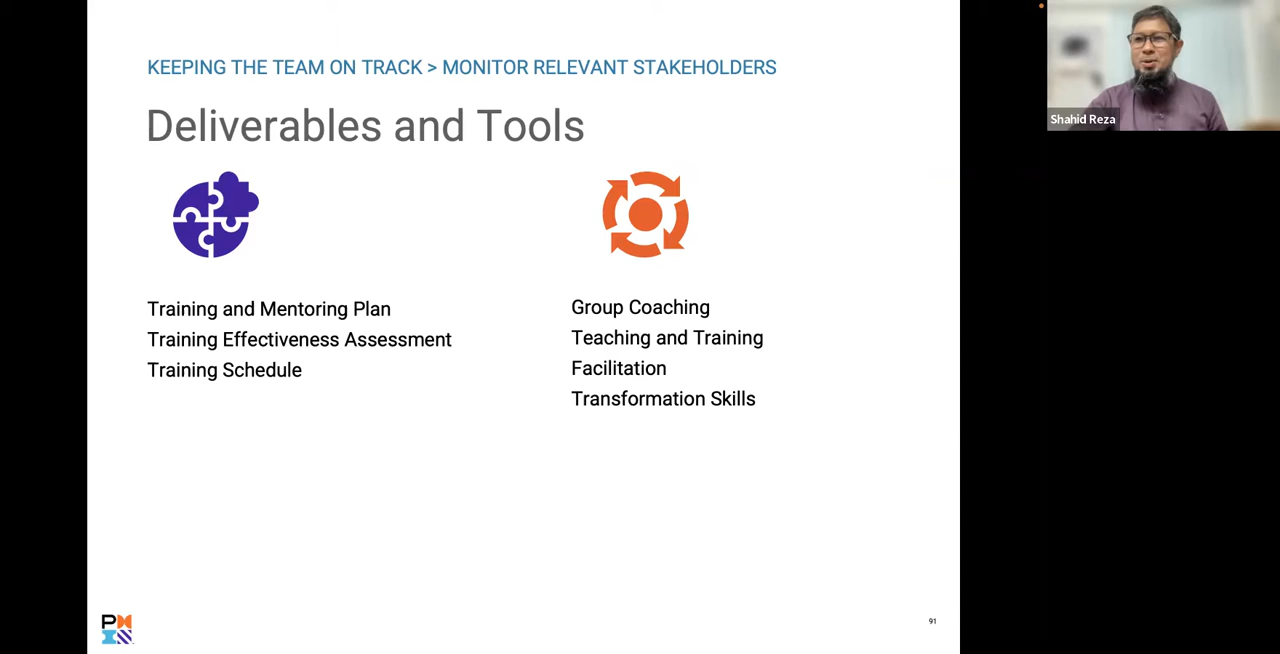 KEEPING THE TEAM ON TRACK > MONITOR RELEVANT STAKEHOLDERS
Deliverables and Tools
Training and Mentoring Plan
Training Effectiveness Assessment
Training Schedule
Group Coaching
Teaching and Training
Facilitation
Transformation Skills
Shahid Reza
P
91